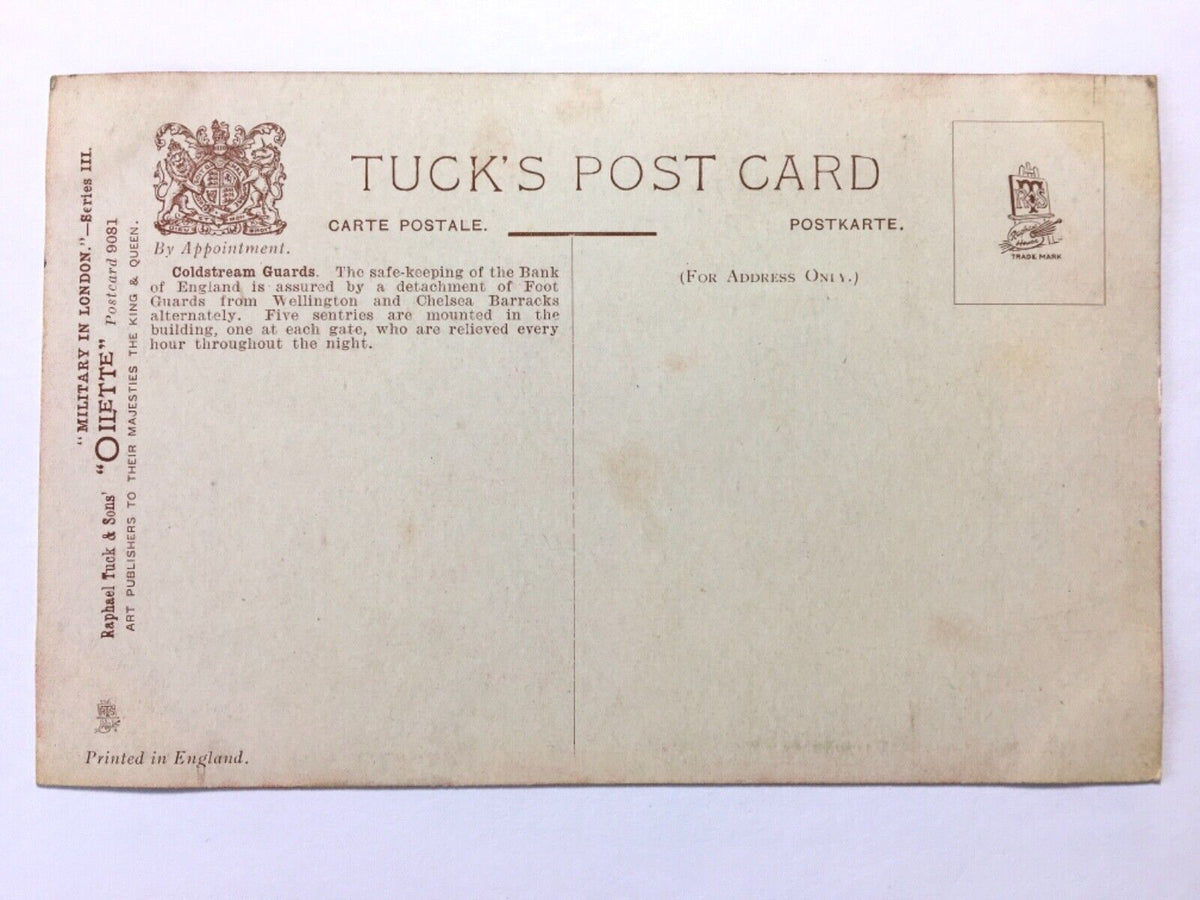 TUCK'S POST CARD
CARTE POSTALE.
POSTKARTE.
By Appointment.
(For Address Only.)
TRADE MARK
Coldstream Guards. The safe-keeping of the Bank
of England is assured by a detachment of Foot
Guards from Wellington and Chelsea Barracks
alternately. Five sentries are mounted in the
building, one at each gate, who are relieved every
hour throughout the night.
"MILITARY IN LONDON."—Series III.
Raphael Tuck & Sons' "OILETTE" Postcard 9081
ART PUBLISHERS TO THEIR MAJESTIES THE KING & QUEEN.
Printed in England.